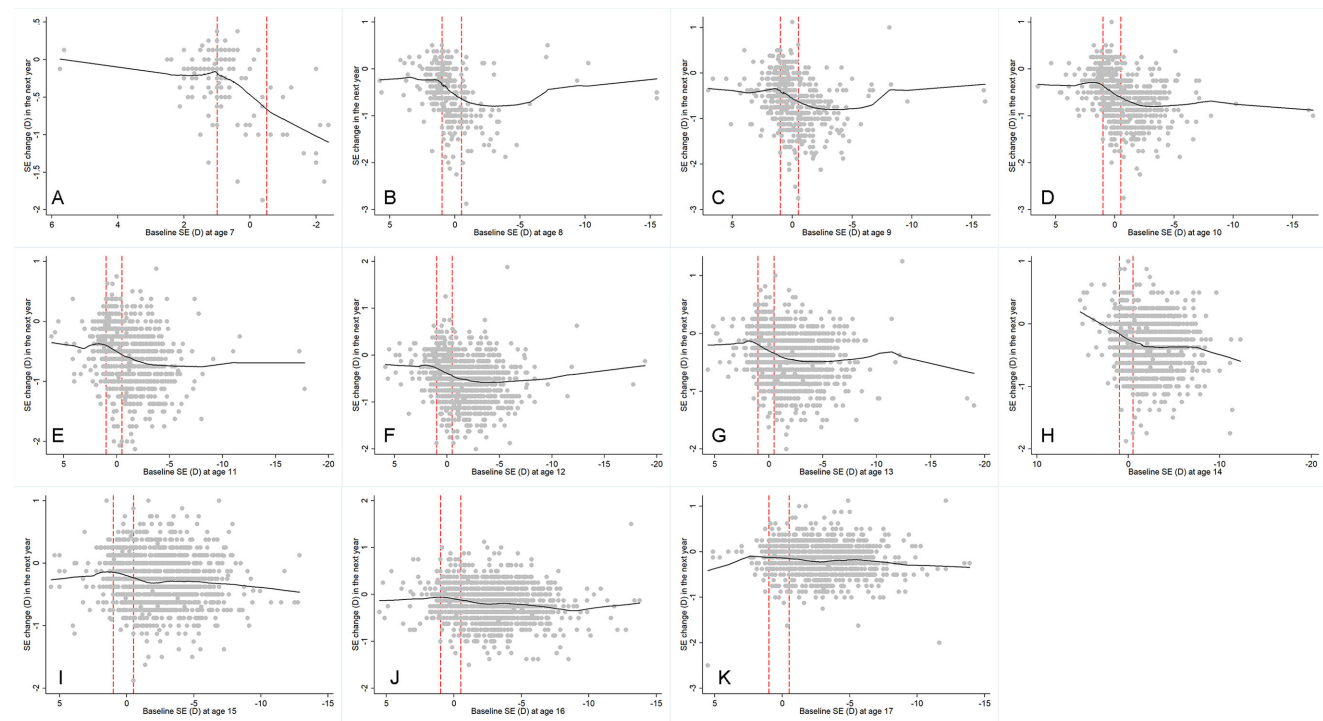 SE change (D) in the next year
.5
0
-.5
-1
-1.5
-2
A
6 4 2 0 -2
Baseline SE (D) at age 7
SE change (D) in the next year
1
0
-1
-2
-3
B
5 0 -5 -10 -15
Baseline SE (D) at age 8
SE change (D) in the next year
1
0
-1
-2
-3
C
5 0 -5 -10 -15
Baseline SE (D) at age 9
SE change (D) in the next year
1
0
-1
-2
-3
D
5 0 -5 -10 -15
Baseline SE (D) at age 10
SE change (D) in the next year
1
0
-1
-2
E
5 0 -5 -10 -15 -20
Baseline SE (D) at age 11
SE change (D) in the next year
2
1
0
-1
-2
F
5 0 -5 -10 -15 -20
Baseline SE (D) at age 12
SE change (D) in the next year
1
0
-1
-2
G
5 0 -5 -10 -15 -20
Baseline SE (D) at age 13
SE change (D) in the next year
1
0
-1
-2
H
10 0 -10 -20
Baseline SE (D) at age 14
SE change (D) in the next year
1
0
-1
-2
I
5 0 -5 -10 -15
Baseline SE (D) at age 15
SE change (D) in the next year
2
1
0
-1
-2
J
5 0 -5 -10 -15
Baseline SE (D) at age 16
SE change (D) in the next year
1
0
-1
-2
-3
K
5 0 -5 -10 -15
Baseline SE (D) at age 17